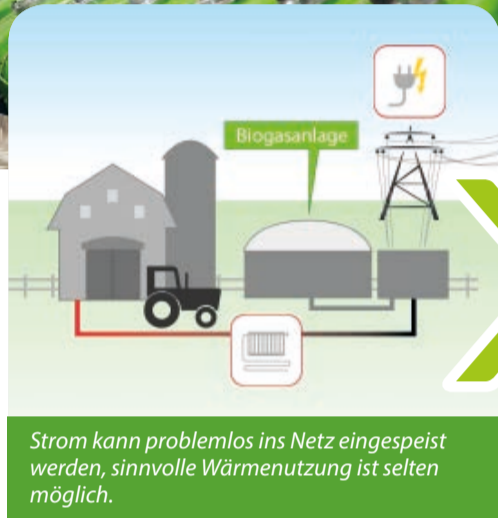 Biogasanlage
Strom kann problemlos ins Netz eingespeist
werden, sinnvolle Wärmenutzung ist selten
möglich.